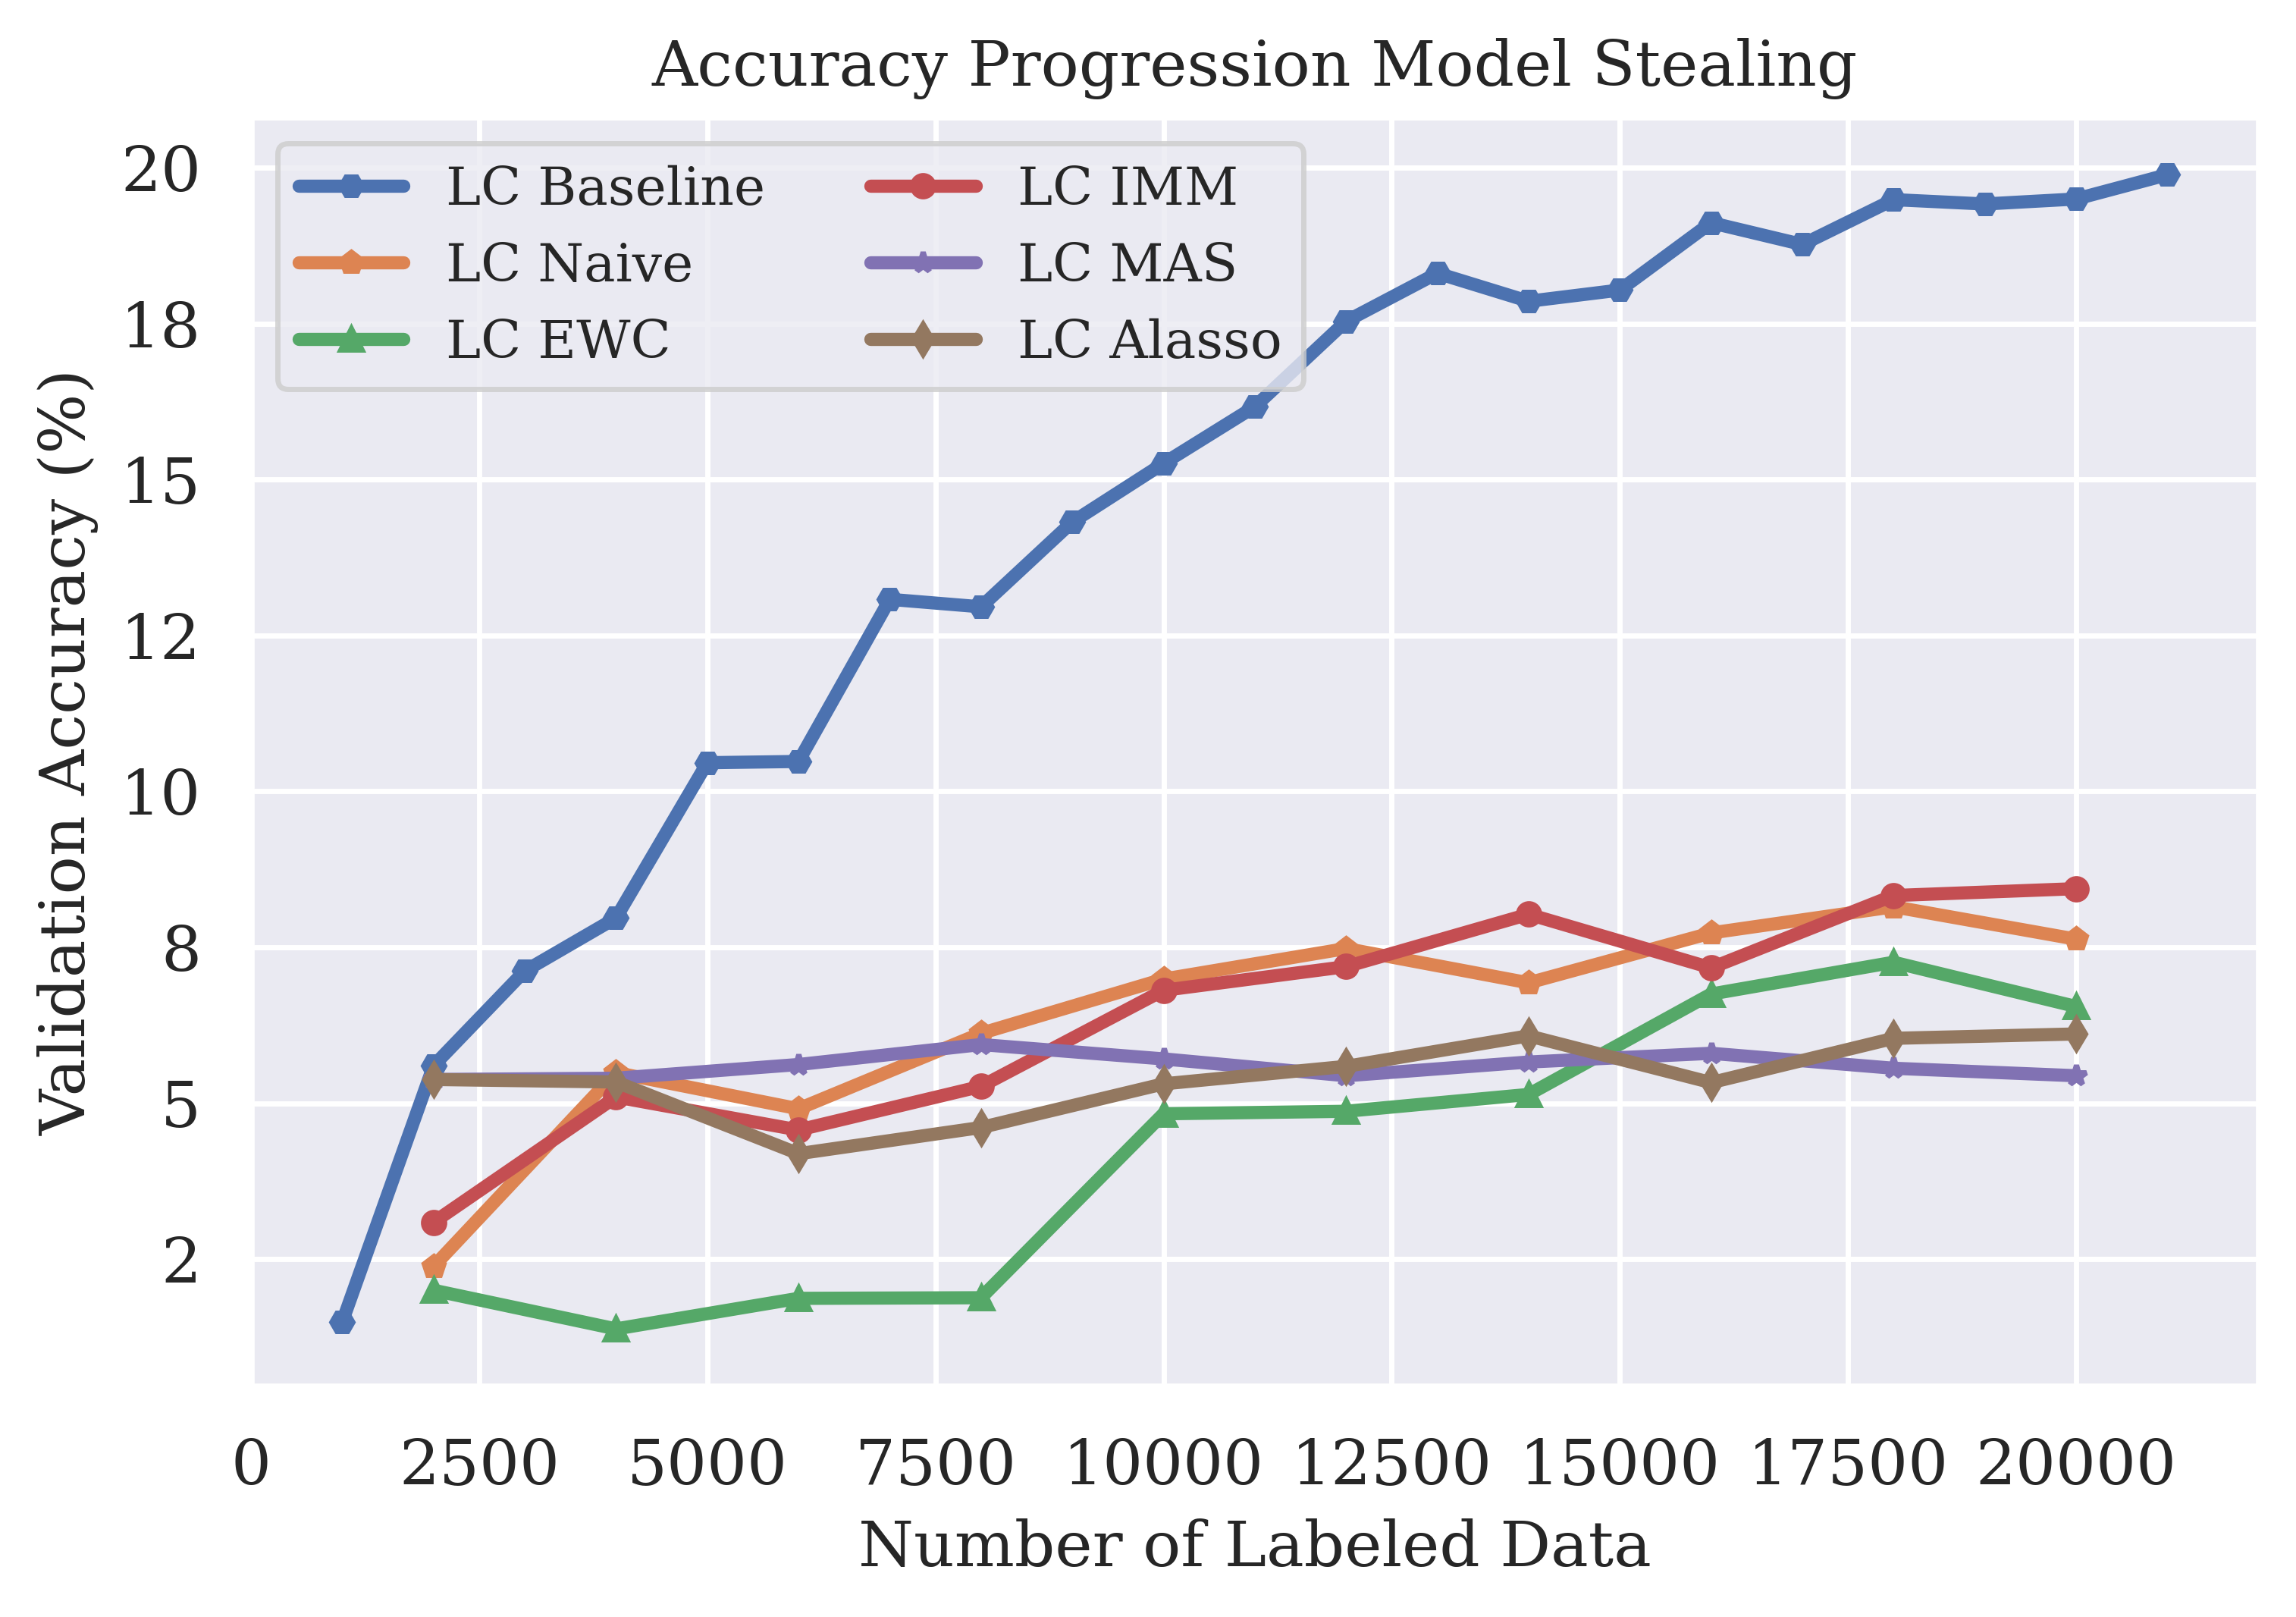 Accuracy Progression Model Stealing
LC Baseline
LC Naive
LC EWC
LC IMM
LC MAS
LC Alasso
Validation Accuracy (%)
20
18
15
12
10
8
5
2
0 2500 5000 7500 10000 12500 15000 17500 20000
Number of Labeled Data